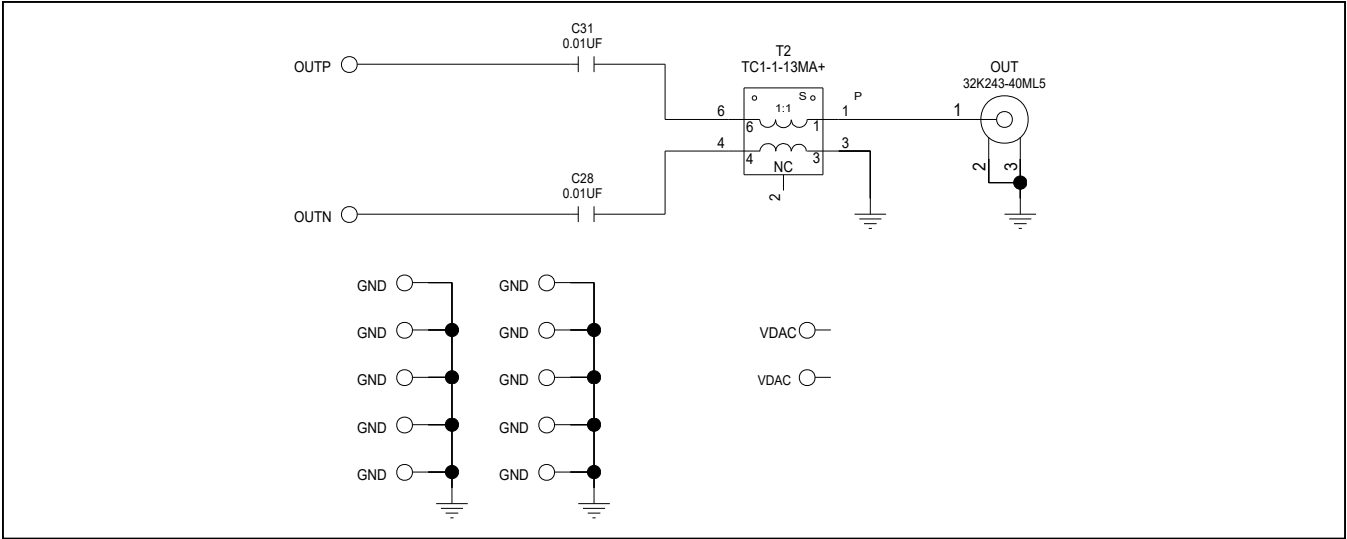 C31
0.01UF
OUTP
T2
TC1-1-13MA+
OUT
32K243-40ML5
S
P
1:1
6
6
1
1
1
4
4
3
3
NC
2
2
3
C28
0.01UF
OUTN
GND
GND
GND
GND
VDAC
GND
GND
VDAC
GND
GND
GND
GND